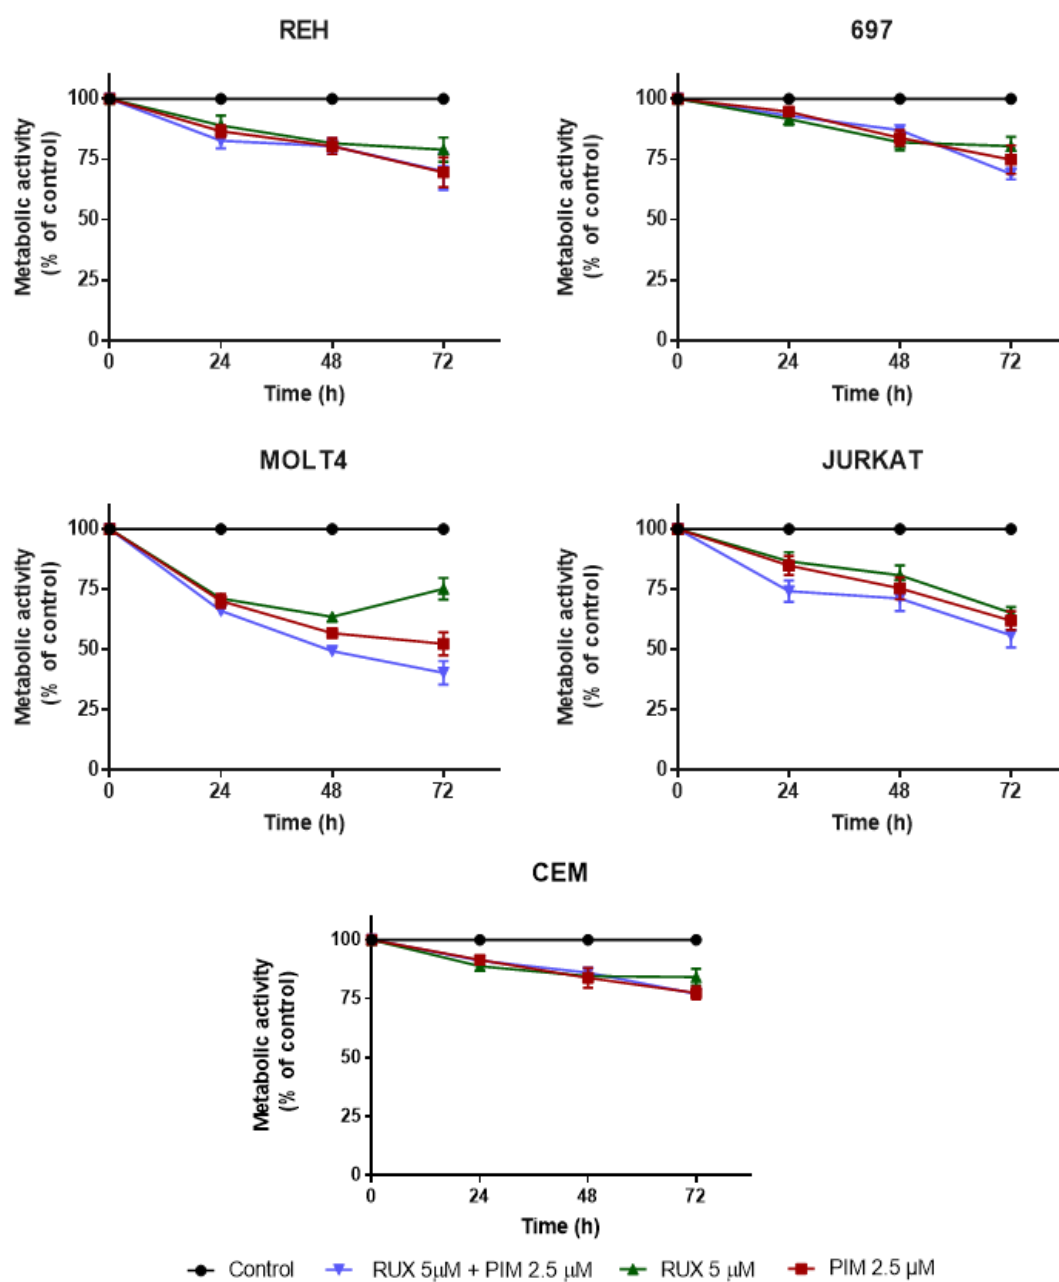 REH
697
Metabolic activity
(% of control)
100
75
50
25
0
0 24 48 72
Time (h)
Metabolic activity
(% of control)
100
75
50
25
0
0 24 48 72
Time (h)
MOLT4
JURKAT
Metabolic activity
(% of control)
100
75
50
25
0
0 24 48 72
Time (h)
Metabolic activity
(% of control)
100
75
50
25
0
0 24 48 72
Time (h)
CEM
Metabolic activity
(% of control)
100
75
50
25
0
0 24 48 72
Time (h)
Control RUX 5μM + PIM 2.5 μM RUX 5 μM PIM 2.5 μM